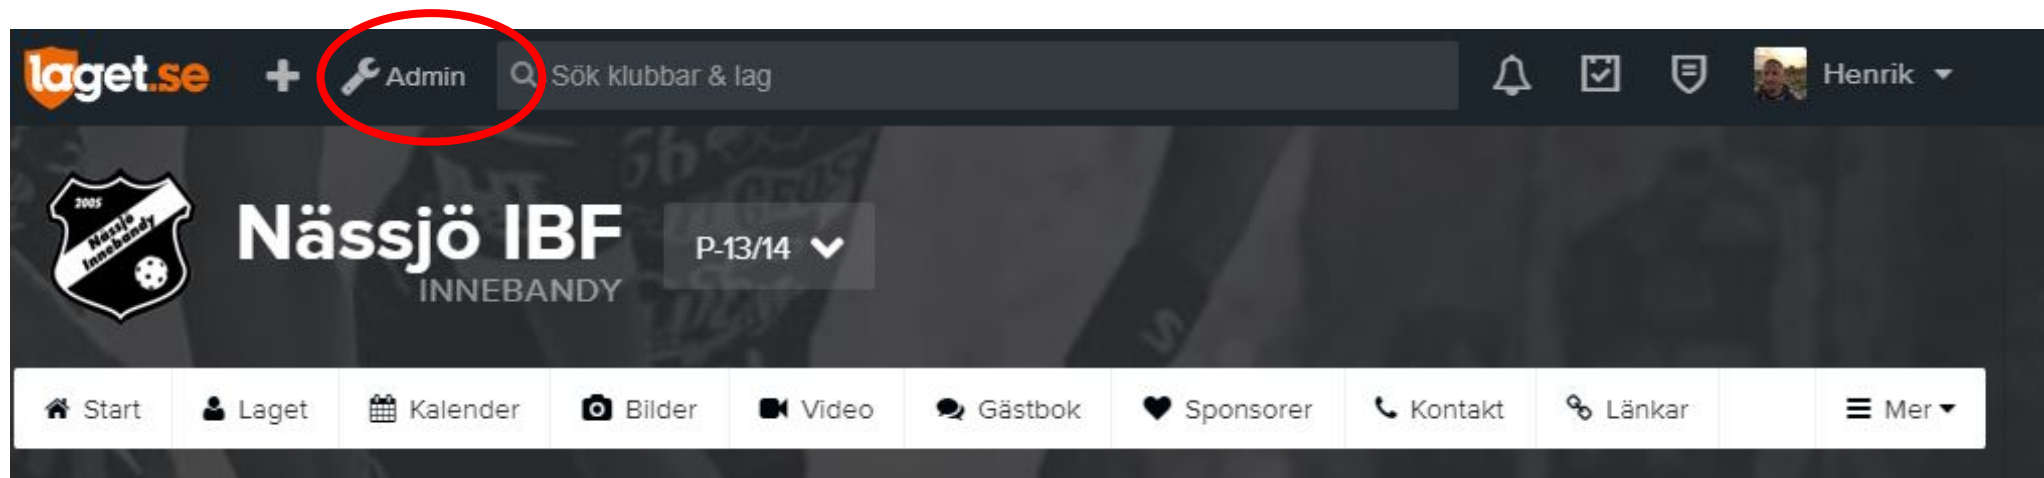 laget.se Admin Sök klubbar & lag Henrik
2005
Nässjö
Innebandy
Nässjö IBF P-13/14
INNEBANDY
Start Laget Kalender Bilder Video Gästbok Sponsorer Kontakt Länkar Mer